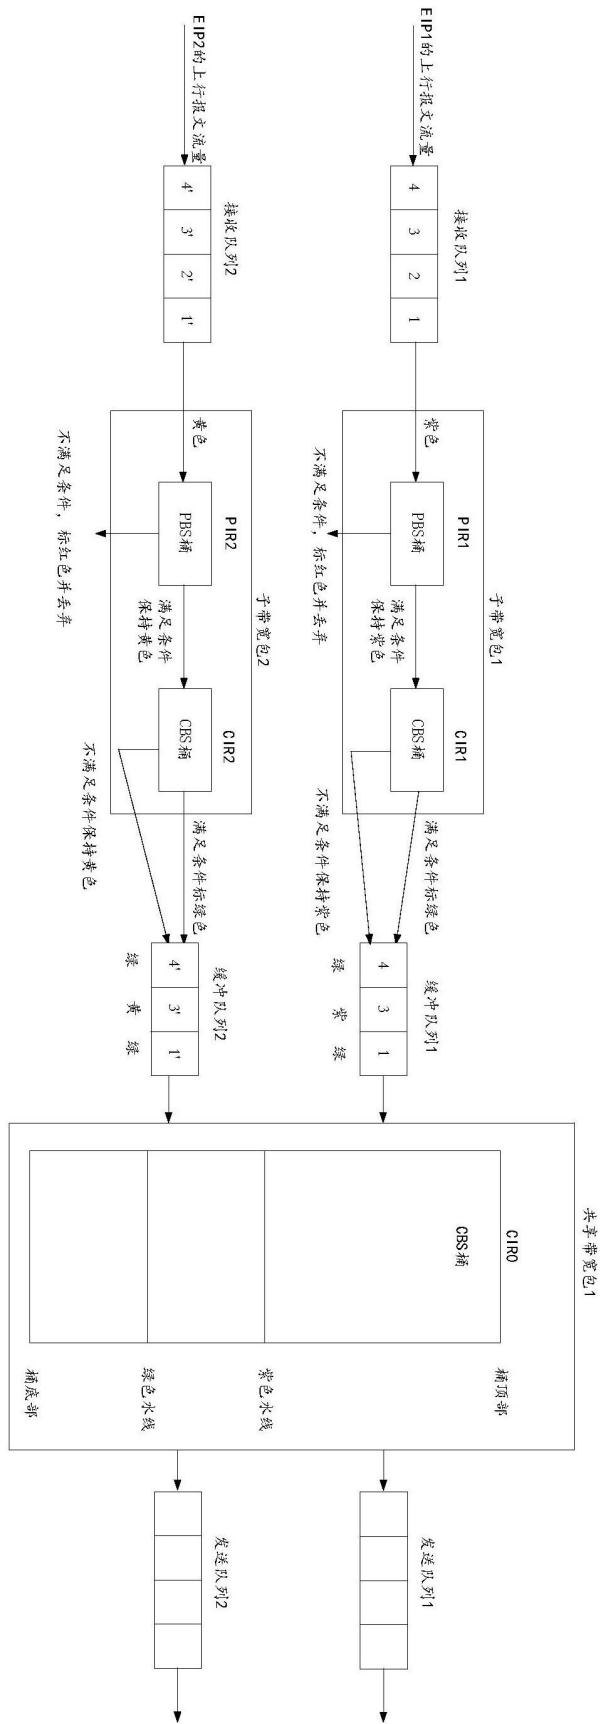 EIP1的上行报文流量
4
3
2
1
接收队列1
紫色
PIR1
PBS桶
不满足条件，标红色并丢弃
满足条件
保持紫色
子带宽包1
CIR1
CBS桶
满足条件标绿色
不满足条件保持紫色
缓冲队列1
4
3
1
绿
紫
绿
EIP2的上行报文流量
4'
3'
2'
1'
接收队列2
黄色
PIR2
PBS桶
不满足条件，标红色并丢弃
满足条件
保持黄色
子带宽包2
CIR2
CBS桶
满足条件标绿色
不满足条件保持黄色
缓冲队列2
4'
3'
1'
绿
黄
绿
共享带宽包1
CIR0
CBS桶
桶顶部
紫色水线
绿色水线
桶底部
发送队列1
发送队列2